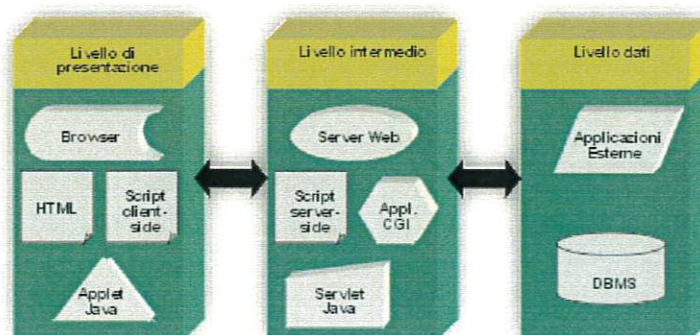 Livello di
presentazione
Browser
HTML
Script
client-
side
Applet
Java
Livello intermedio
Server Web
Script
server-
side
Appl.
CGI
Servlet
Java
Livello dati
Applicazioni
Esterne
DBMS